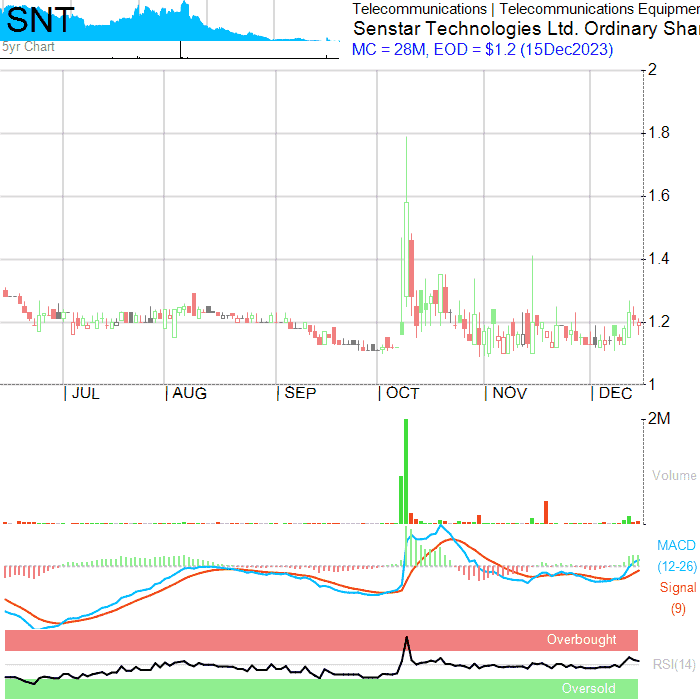 SNT
5yr Chart
Telecommunications | Telecommunications Equipmen
Senstar Technologies Ltd. Ordinary Shar
MC = 28M, EOD = $1.2 (15Dec2023)
2
1.8
1.6
1.4
1.2
1
| JUL | AUG | SEP | OCT | NOV | DEC
2M
Volume
MACD
(12-26)
Signal
(9)
Overbought
RSI(14)
Oversold